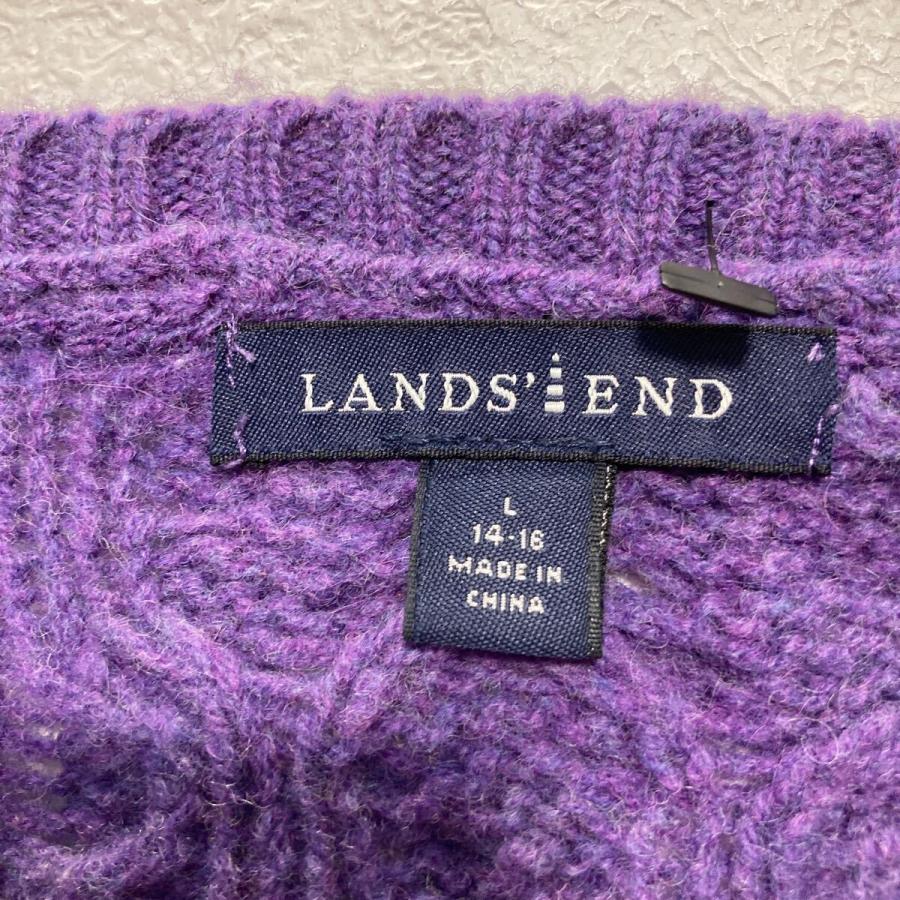 LANDS' END
L
14-16
MADE IN
CHINA